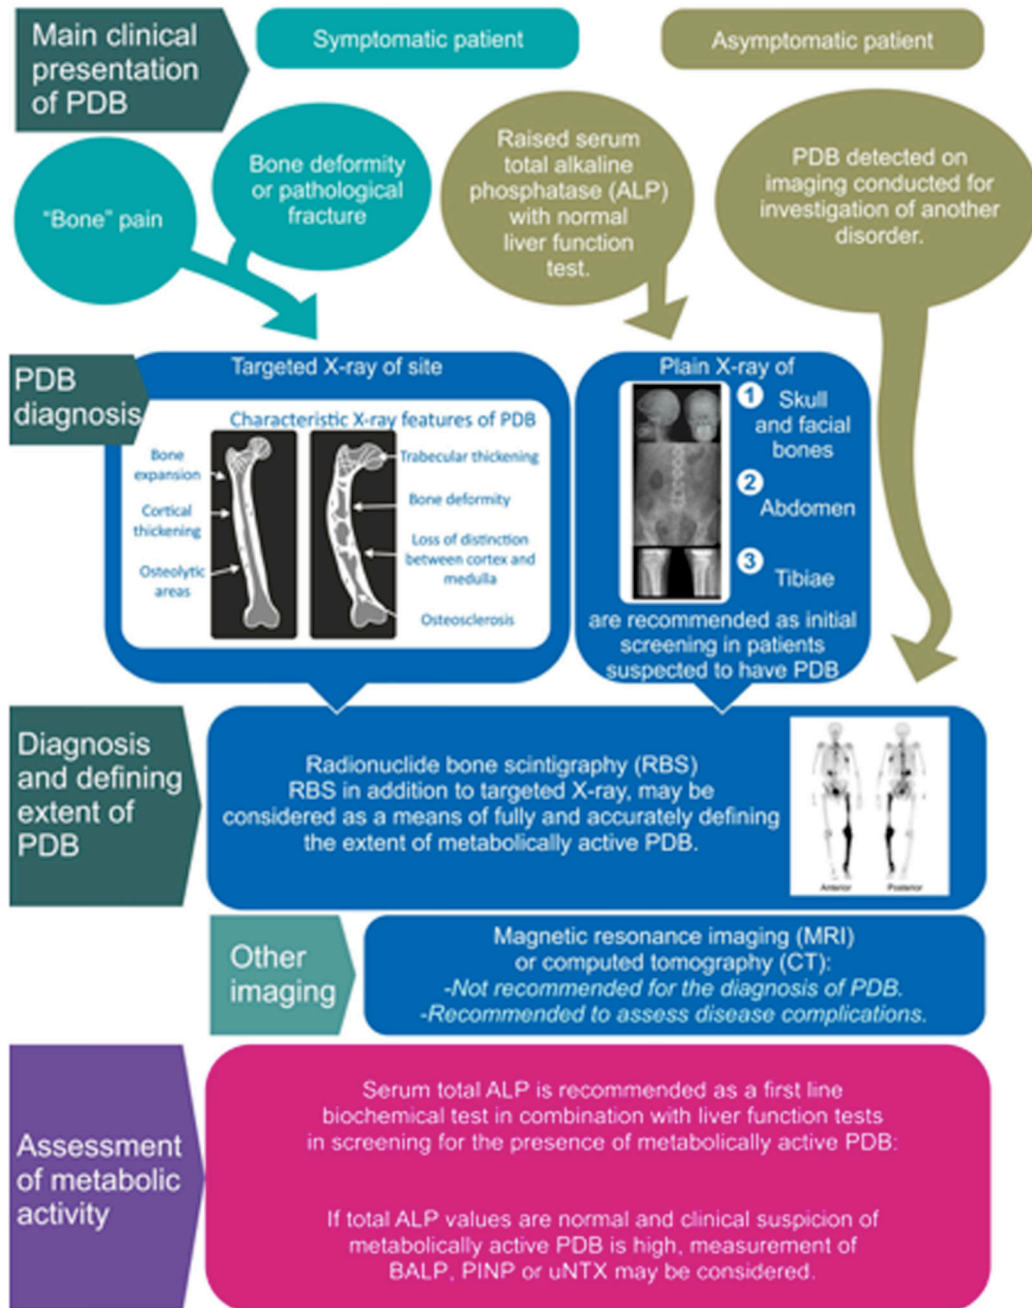 Main clinical
presentation
of PDB
Symptomatic patient
Asymptomatic patient
"Bone" pain
Bone deformity
or pathological
fracture
Raised serum
total alkaline
phosphatase (ALP)
with normal
liver function
test.
PDB detected on
imaging conducted for
investigation of another
disorder.
PDB
diagnosis
Targeted X-ray of site
Characteristic X-ray features of PDB
Bone
expansion
Cortical
thickening
Osteolytic
areas
Trabecular thickening
Bone deformity
Loss of distinction
between cortex and
medulla
Osteosclerosis
Plain X-ray of
1 Skull
and facial
bones
2
Abdomen
3 Tibiae
are recommended as initial
screening in patients
suspected to have PDB
Diagnosis
and defining
extent of
PDB
Radionuclide bone scintigraphy (RBS)
RBS in addition to targeted X-ray, may be
considered as a means of fully and accurately defining
the extent of metabolically active PDB.
Anterior Posterior
Other
imaging
Magnetic resonance imaging (MRI)
or computed tomography (CT):
-Not recommended for the diagnosis of PDB.
-Recommended to assess disease complications.
Assessment
of metabolic
activity
Serum total ALP is recommended as a first line
biochemical test in combination with liver function tests
in screening for the presence of metabolically active PDB:
If total ALP values are normal and clinical suspicion of
metabolically active PDB is high, measurement of
BALP, PINP or uNTX may be considered.